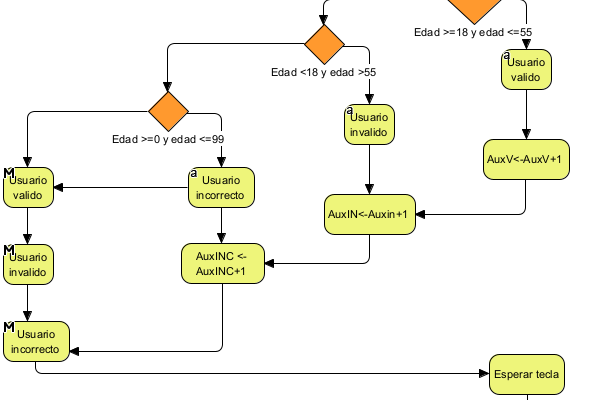 Edad >=18 y edad <=55
a
Usuario
valido
Edad <18 y edad >55
a
Usuario
invalido
AuxV<-AuxV+1
Edad >=0 y edad <=99
M
Usuario
valido
a
Usuario
incorrecto
AuxIN<-Auxin+1
M
Usuario
invalido
AuxINC <-
AuxINC+1
M
Usuario
incorrecto
Esperar tecla